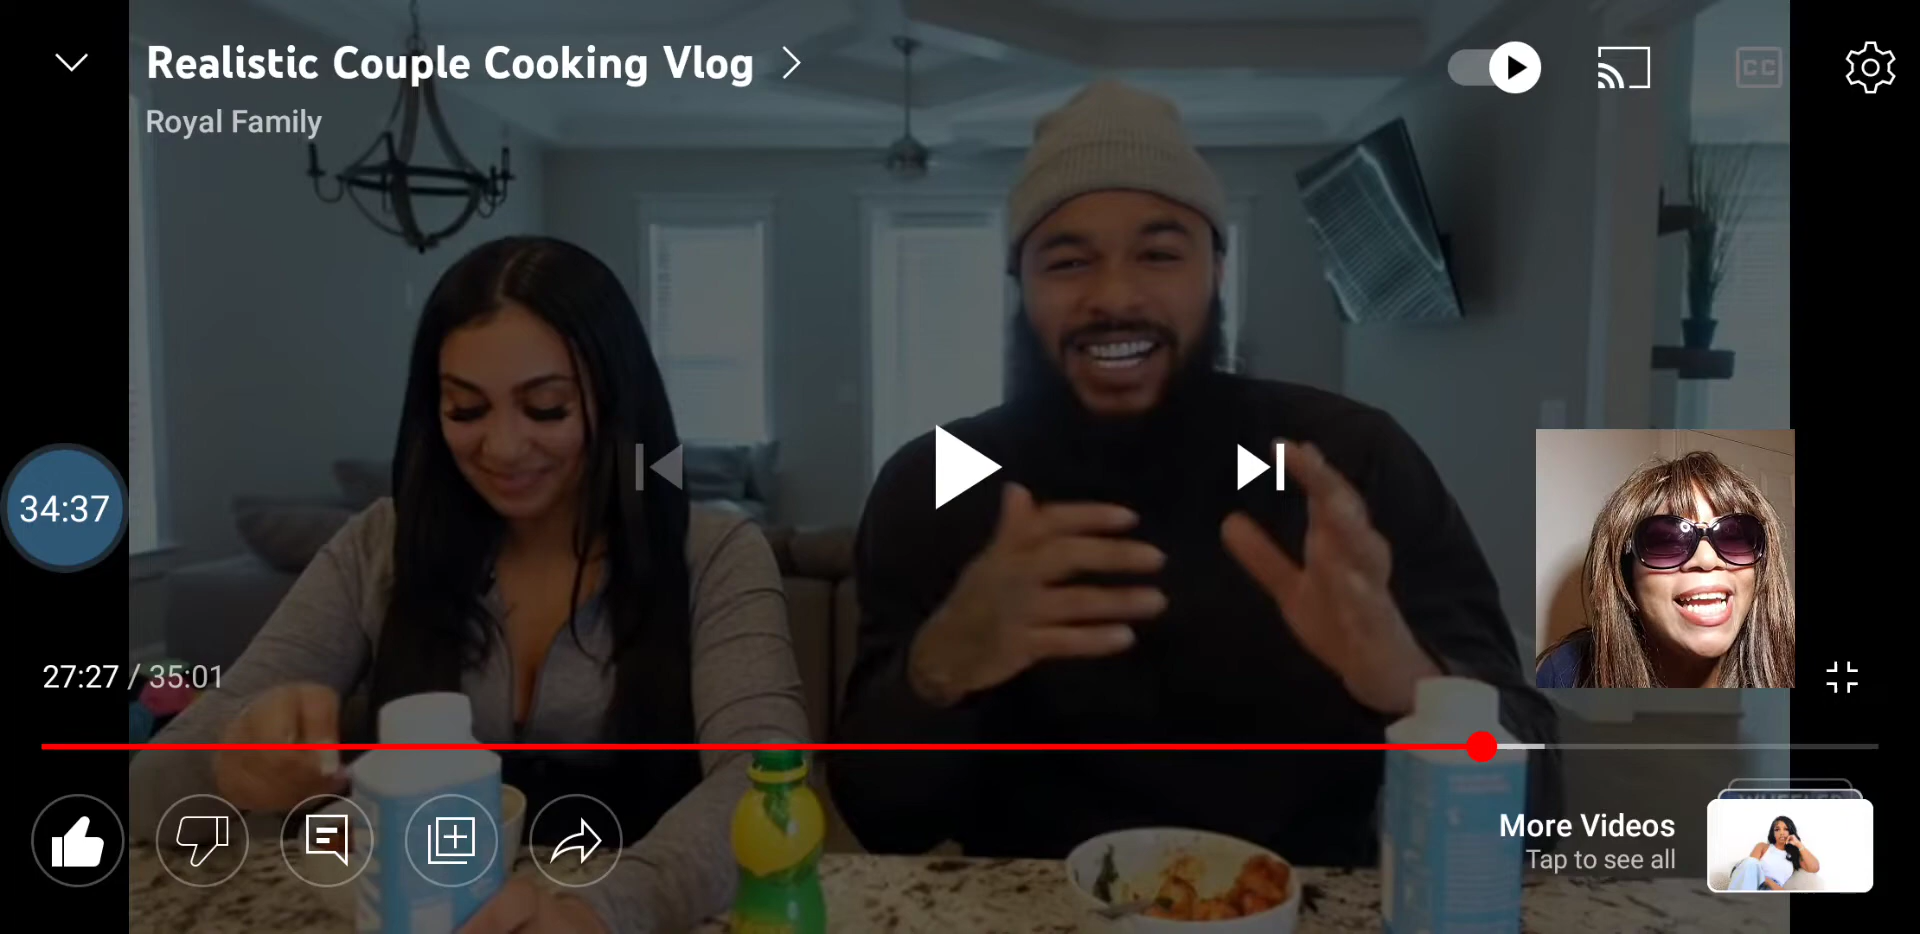 Realistic Couple Cooking Vlog
Royal Family
CC
34:37
27:27 / 35:01
More Videos
Tap to see all